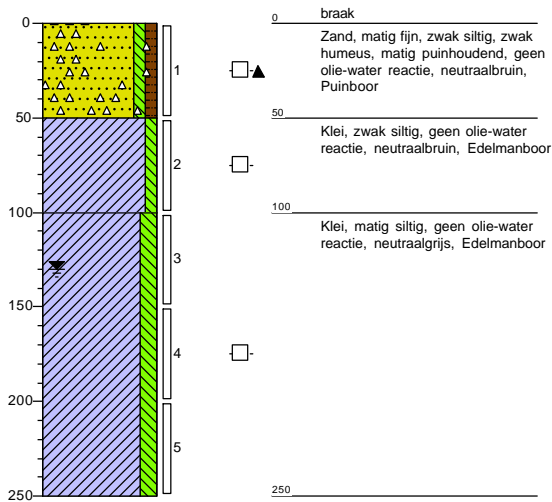 0
50
100
150
200
250
1
2
3
4
5
0
braak
Zand, matig fijn, zwak siltig, zwak
humeus, matig puinhoudend, geen
olie-water reactie, neutraalbruin,
Puinboor
50
Klei, zwak siltig, geen olie-water
reactie, neutraalbruin, Edelmanboor
100
Klei, matig siltig, geen olie-water
reactie, neutraalgrijs, Edelmanboor
250